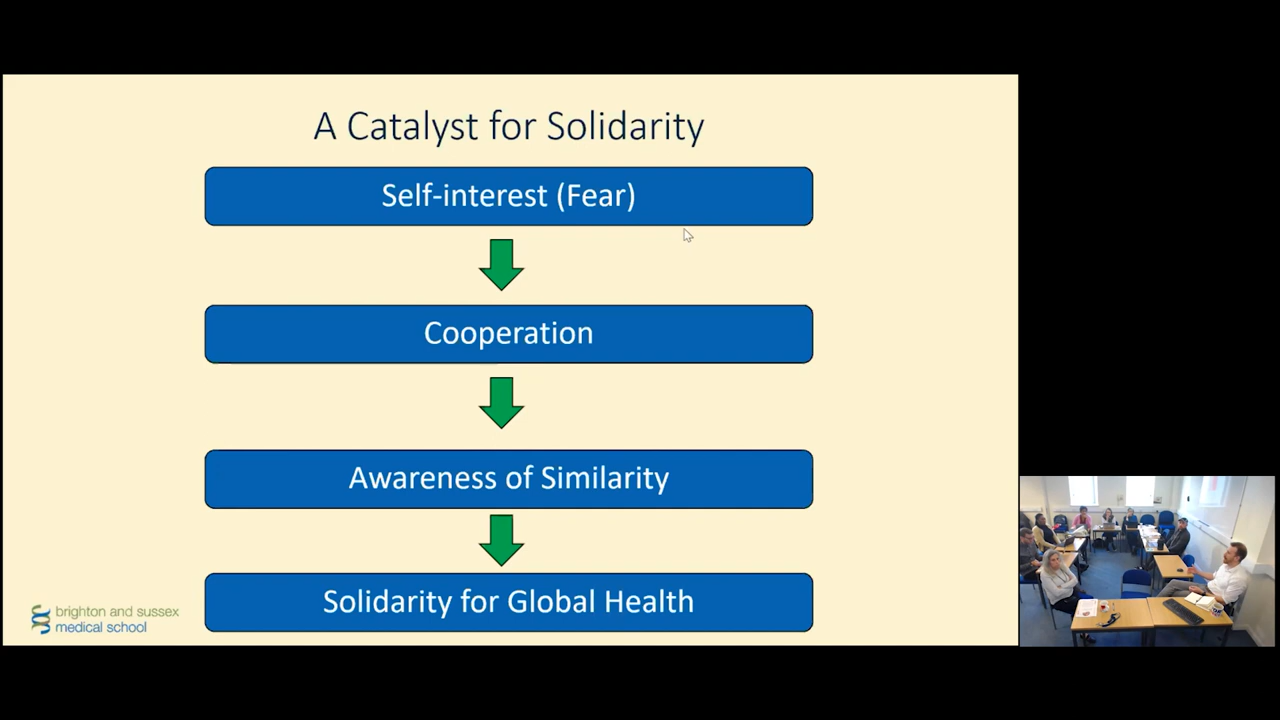 A Catalyst for Solidarity
Self-interest (Fear)
Cooperation
Awareness of Similarity
Solidarity for Global Health
brighton and sussex
medical school